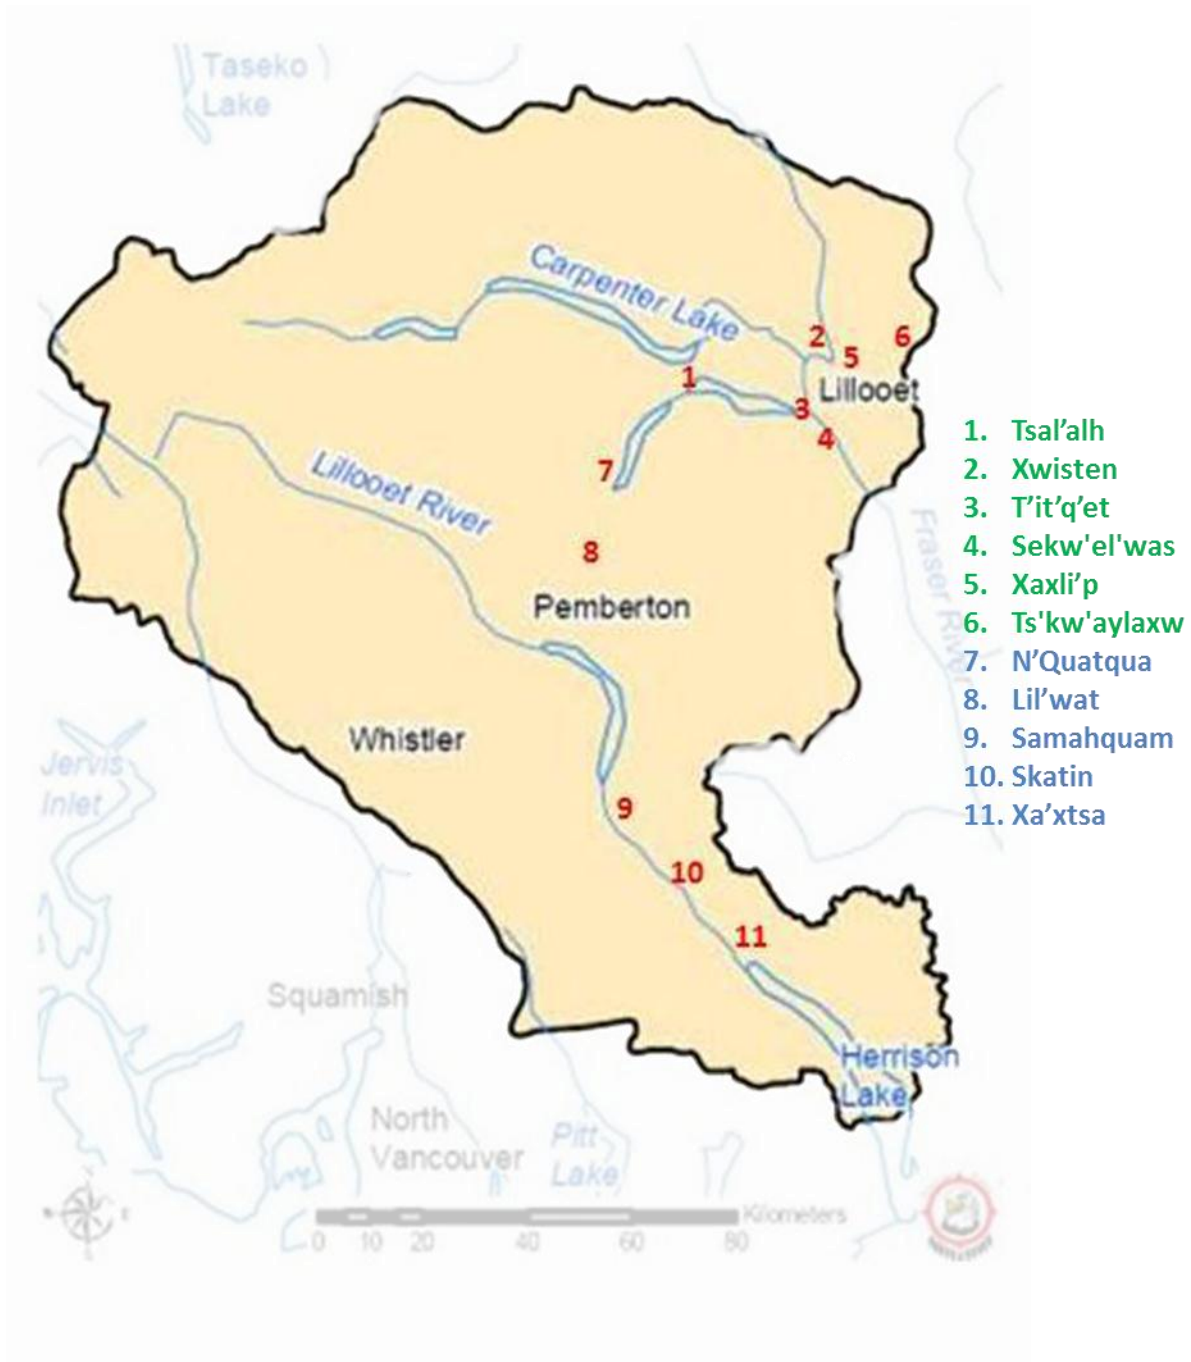 Taseko
Lake
Carpenter Lake
2
6
5
1
Lillooet
3
4
Lillooet River
7
8
Pemberton
Fraser River
Whistler
Jervis
Inlet
9
10
11
Squamish
Herrison
Lake
North
Vancouver
Pitt
Lake
E
Kilometers
0 10 20 40 60 80
1. Tsal’alh
2. Xwisten
3. T’it’q’et
4. Sekw'el'was
5. Xaxli’p
6. Ts'kw'aylaxw
7. N’Quatqua
8. Lil’wat
9. Samahquam
10. Skatin
11. Xa’xtsa